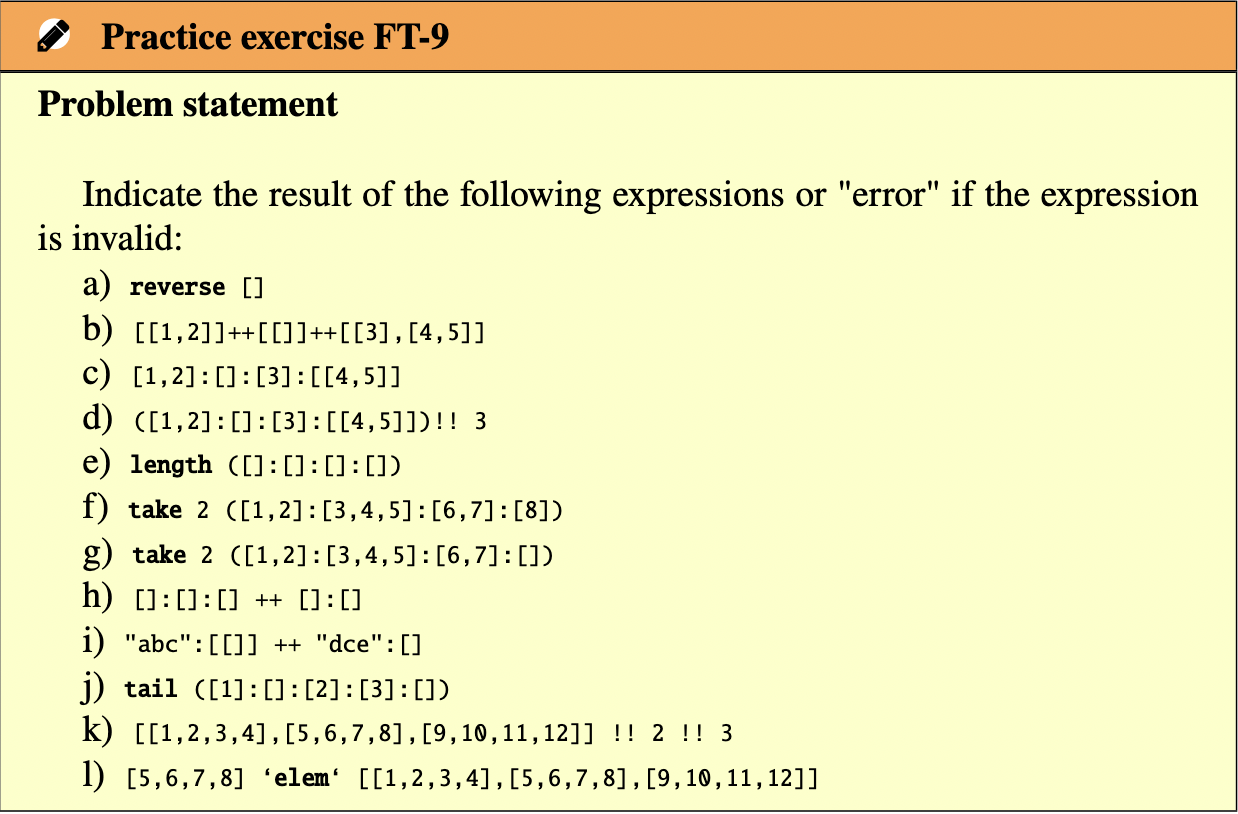 Practice exercise FT-9
Problem statement
Indicate the result of the following expressions or "error" if the expression
is invalid:
a) reverse []
b) [[1,2]]++[[]]++[[3],[4,5]]
c) [1,2]:[]:[3]:[[4,5]]
d) ([1,2]:[]:[3]:[[4,5]])!! 3
e) length ([]:[]:[]:[])
f) take 2 ([1,2]:[3,4,5]:[6,7]:[8])
g) take 2 ([1,2]:[3,4,5]:[6,7]:[])
h) []:[]:[] ++ []:[]
i) "abc":[[]] ++ "dce":[]
j) tail ([1]:[]:[2]:[3]:[])
k) [[1,2,3,4],[5,6,7,8],[9,10,11,12]] !! 2 !! 3
l) [5,6,7,8] ‘elem‘ [[1,2,3,4],[5,6,7,8],[9,10,11,12]]